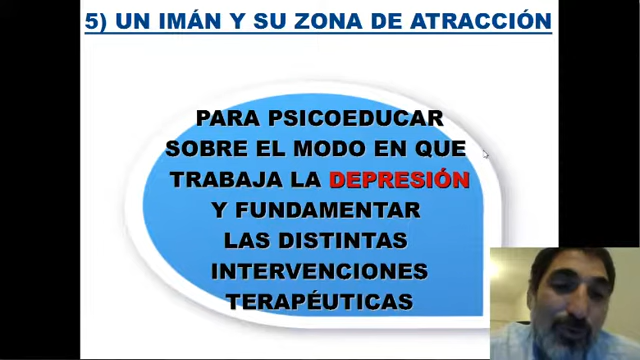 5) UN IMÁN Y SU ZONA DE ATRACCIÓN
PARA PSICOEDUCAR
SOBRE EL MODO EN QUE
TRABAJA LA DEPRESIÓN
Y FUNDAMENTAR
LAS DISTINTAS
INTERVENCIONES
TERAPÉUTICAS